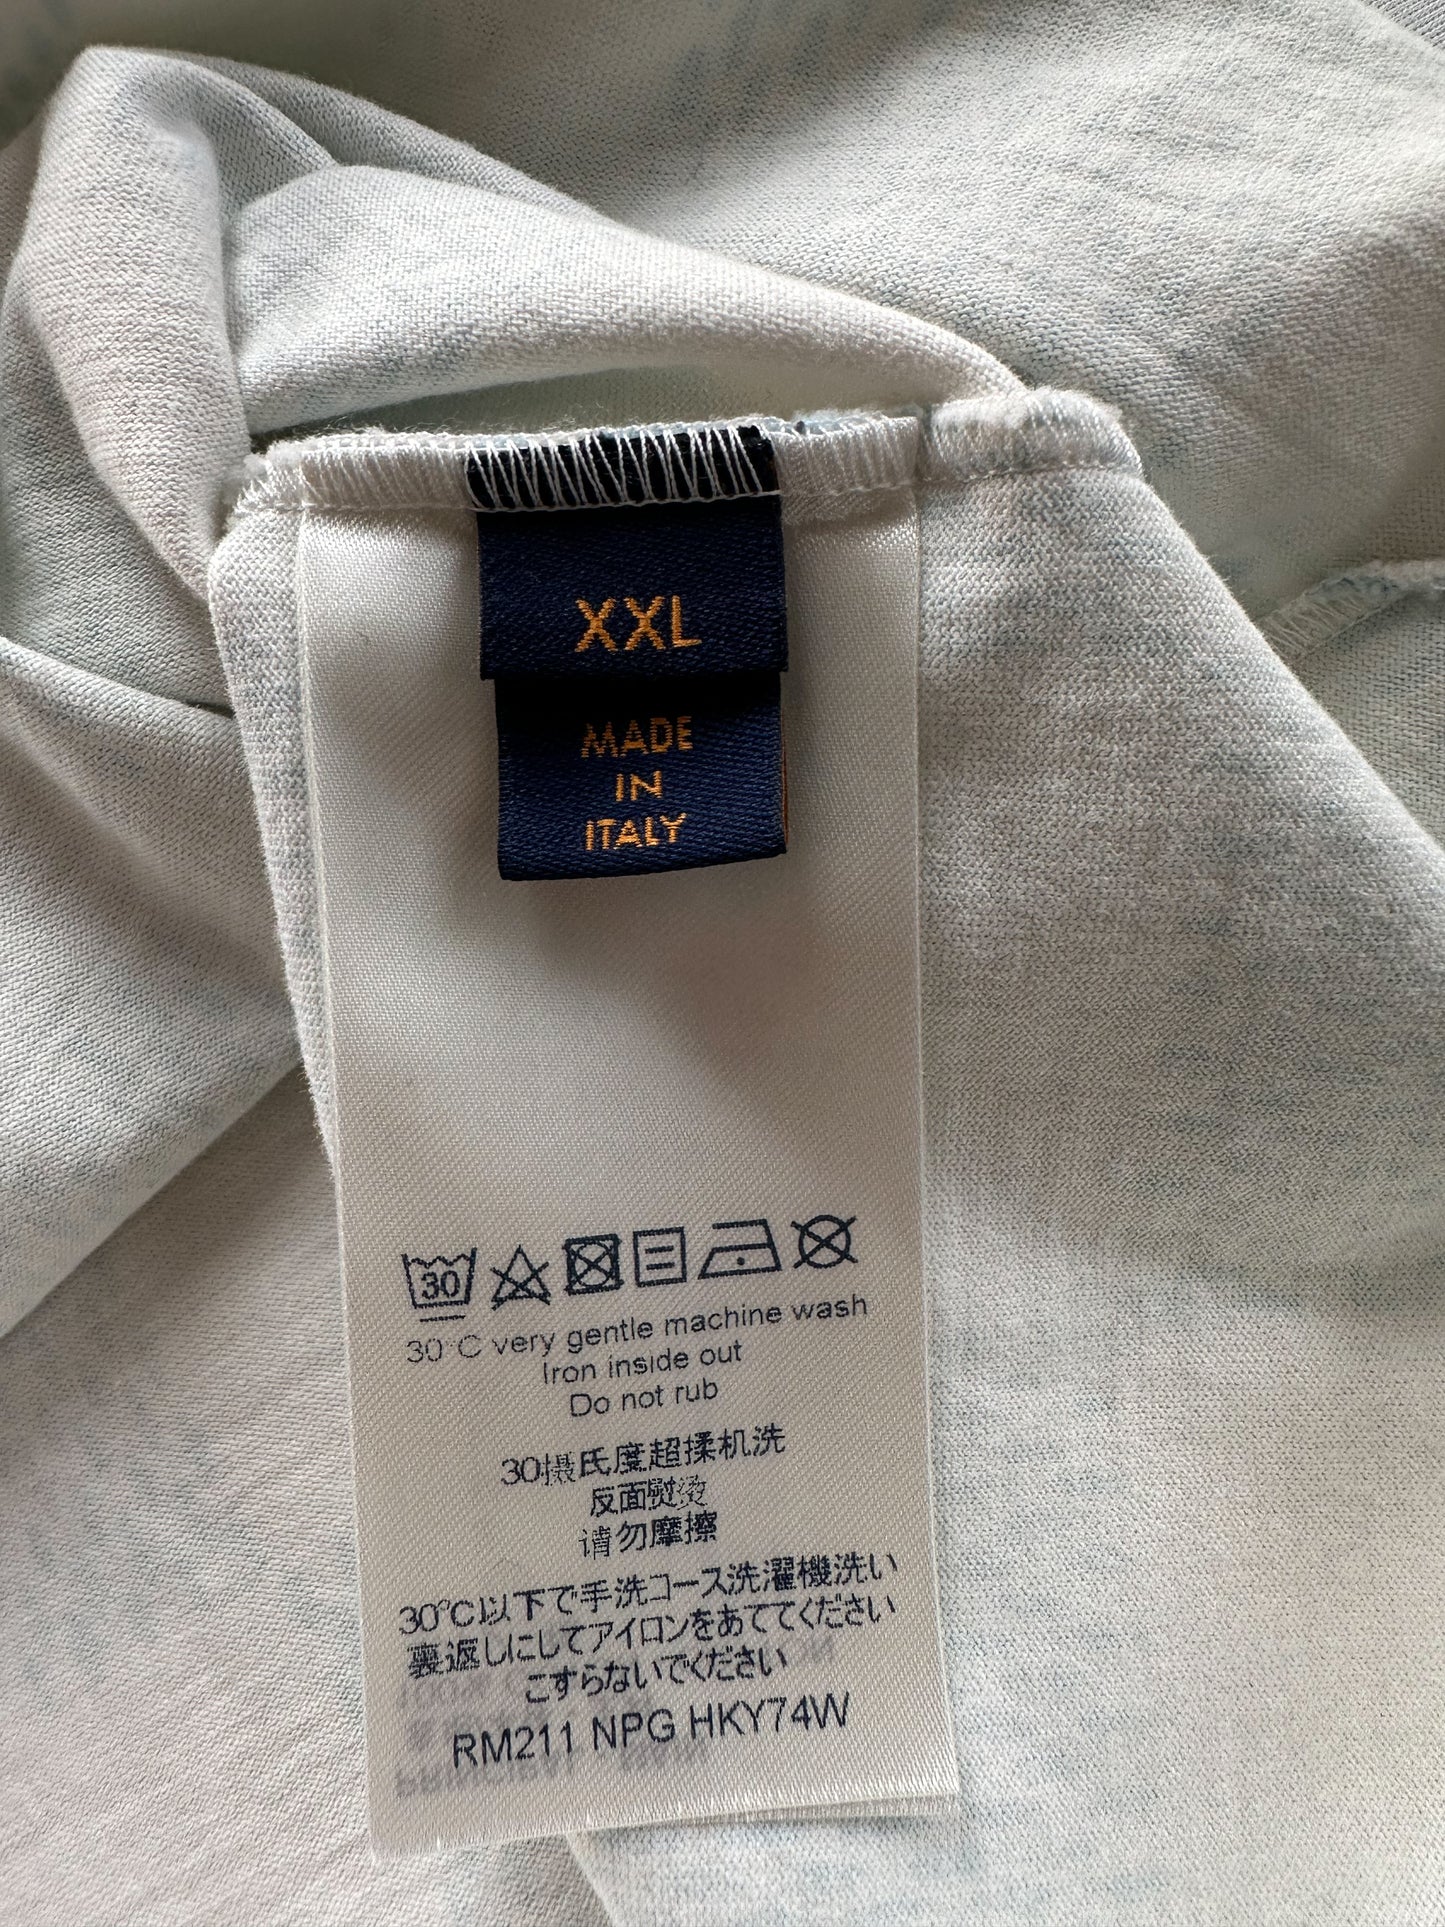 XXL
MADE
IN
ITALY
30
30°C very gentle machine wash
Iron inside out
Do not rub
30摄氏度超揉机洗
反面熨烫
请勿摩擦
30°C以下で手洗コース洗濯機洗い
裏返しにしてアイロンをあててください
こすらないでください
RM211 NPG HKY74W